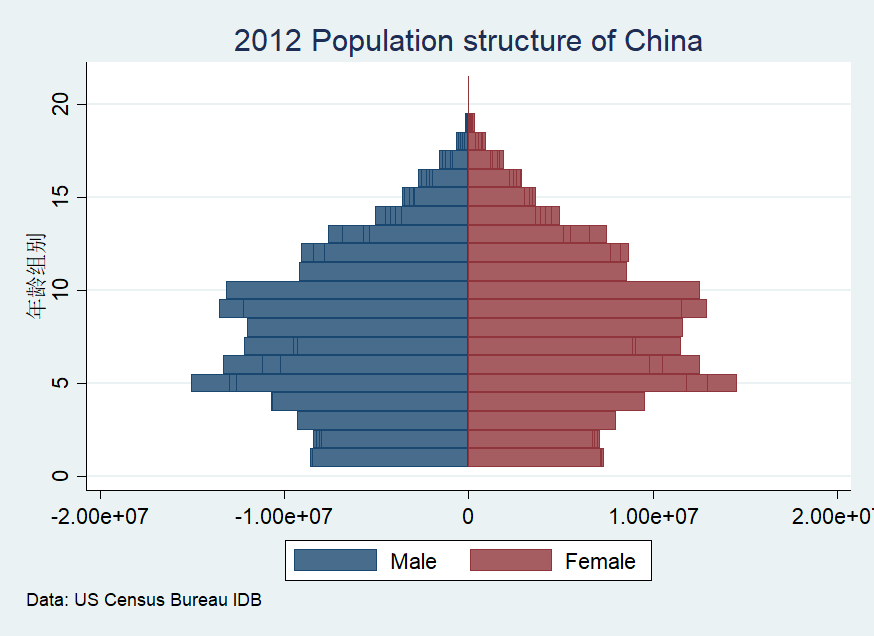 2012 Population structure of China
20
15
10
5
0
年龄组别
-2.00e+07 -1.00e+07 0 1.00e+07 2.00e+07
Male Female
Data: US Census Bureau IDB